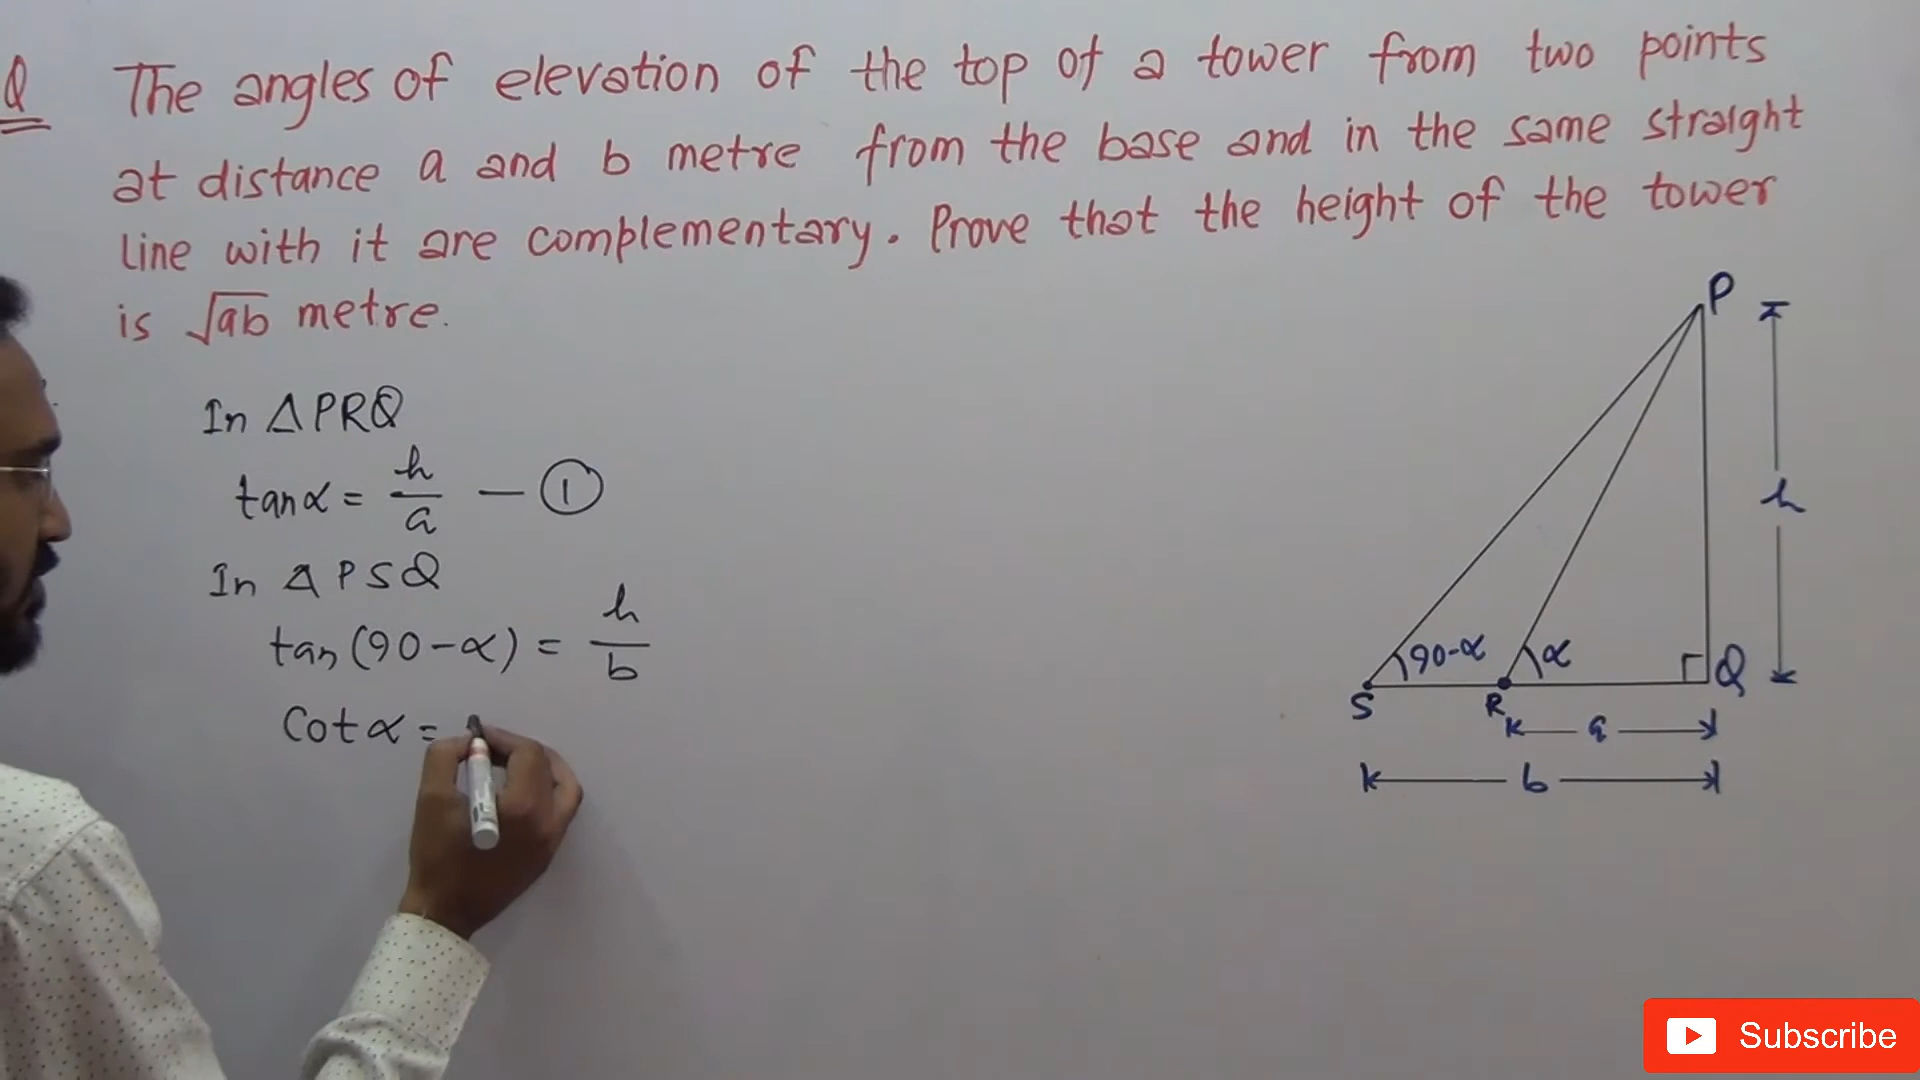 Q The angles of elevation of the top of a tower from two points
at distance a and b metre from the base and in the same straight
line with it are complementary. Prove that the height of the tower
is √ab metre.
In △PRQ
tanα = h/a — ①
In △PSQ
tan(90-α) = h/b
Cotα =
P
h
90-α
α
Q
S
R
a
b
Subscribe